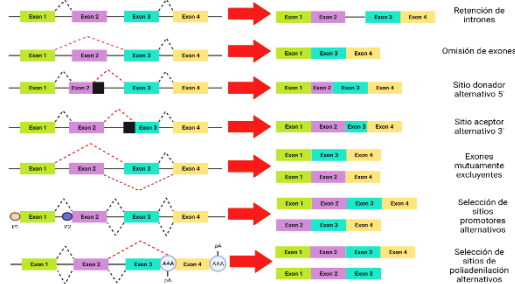 Exon 1 Exon 2 Exon 3 Exon 4 Exon 1 Exon 2 Exon 3 Exon 4 Retención de
intrones
Exon 1 Exon 2 Exon 3 Exon 4 Exon 1 Exon 3 Exon 4 Omisión de exones
Exon 1 Exon 2 Exon 3 Exon 4 Exon 1 Exon 2 Exon 3 Exon 4 Sitio donador
alternativo 5'
Exon 1 Exon 2 Exon 3 Exon 4 Exon 1 Exon 2 Exon 3 Exon 4 Sitio aceptor
alternativo 3'
Exon 1 Exon 2 Exon 3 Exon 4 Exon 1 Exon 3 Exon 4 Exones
mutuamente
Exon 1 Exon 2 Exon 4 excluyentes
Exon 1 Exon 2 Exon 3 Exon 4 Exon 1 Exon 2 Exon 3 Exon 4 Selección de
sitios
P1 P2 Exon 2 Exon 3 Exon 4 promotores
alternativos
pA
Exon 1 Exon 2 Exon 3 AAA Exon 4 AAA Exon 1 Exon 2 Exon 3 Exon 4 Selección de
sitios de
pA Exon 1 Exon 2 Exon 3 poliadenilación
alternativos